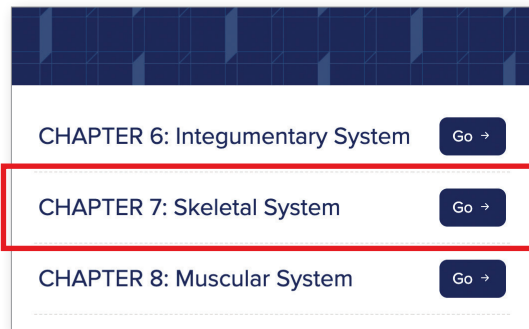 CHAPTER 6: Integumentary System Go →
CHAPTER 7: Skeletal System Go →
CHAPTER 8: Muscular System Go →